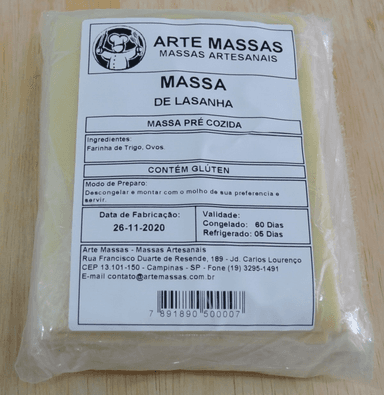 ARTE MASSAS
MASSAS ARTESANAIS
MASSA
DE LASANHA
MASSA PRÉ COZIDA
Ingredientes:
Farinha de Trigo, Ovos.
CONTÉM GLÚTEN
Modo de Preparo:
Descongelar e montar com o molho de sua preferencia e
servir.
Data de Fabricação:
26-11-2020
Validade:
Congelado: 60 Dias
Refrigerado: 05 Dias
Arte Massas - Massas Artesanais
Rua Francisco Duarte de Resende, 189 - Jd. Carlos Lourenço
CEP 13.101-150 - Campinas - SP - Fone (19) 3295-1491
E-mail contato@artemassas.com.br
7 891890 500007